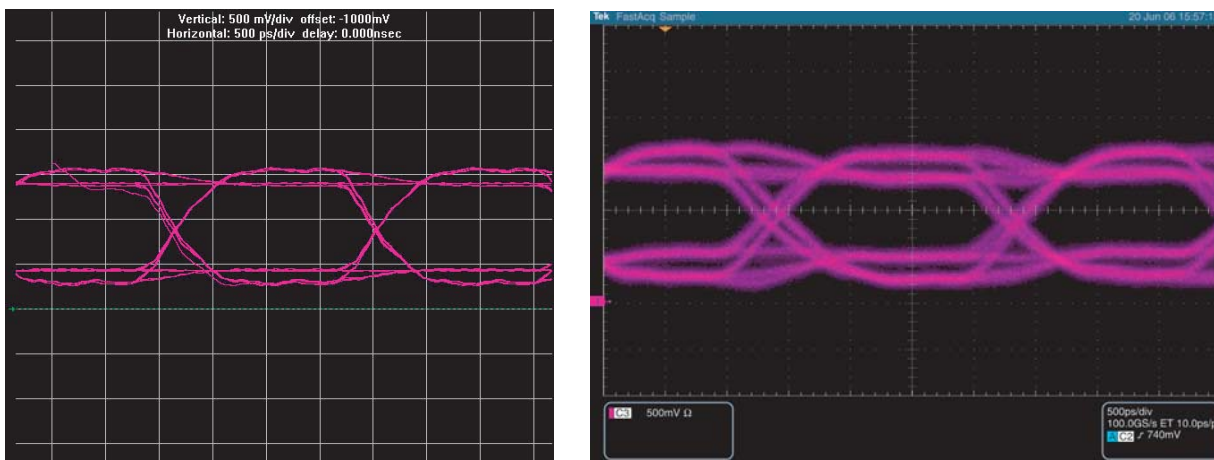 Vertical: 500 mV/div offset: -1000mV
Horizontal: 500 ps/div delay: 0.000nsec
Tek FastAcq Sample
20 Jun 06 15:57:1
C3 500mV Ω
500ps/div
100.0GS/s ET 10.0ps/p
A C2 ƒ 740mV